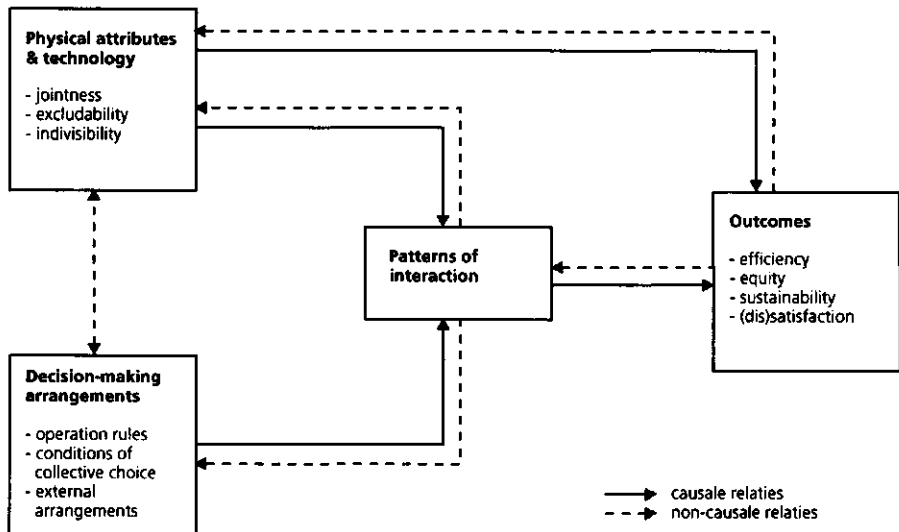 Physical attributes
& technology
- jointness
- excludability
- indivisibility
Patterns of
interaction
Outcomes
- efficiency
- equity
- sustainability
- (dis)satisfaction
Decision-making
arrangements
- operation rules
- conditions of
collective choice
- external
arrangements
causale relaties
non-causale relaties